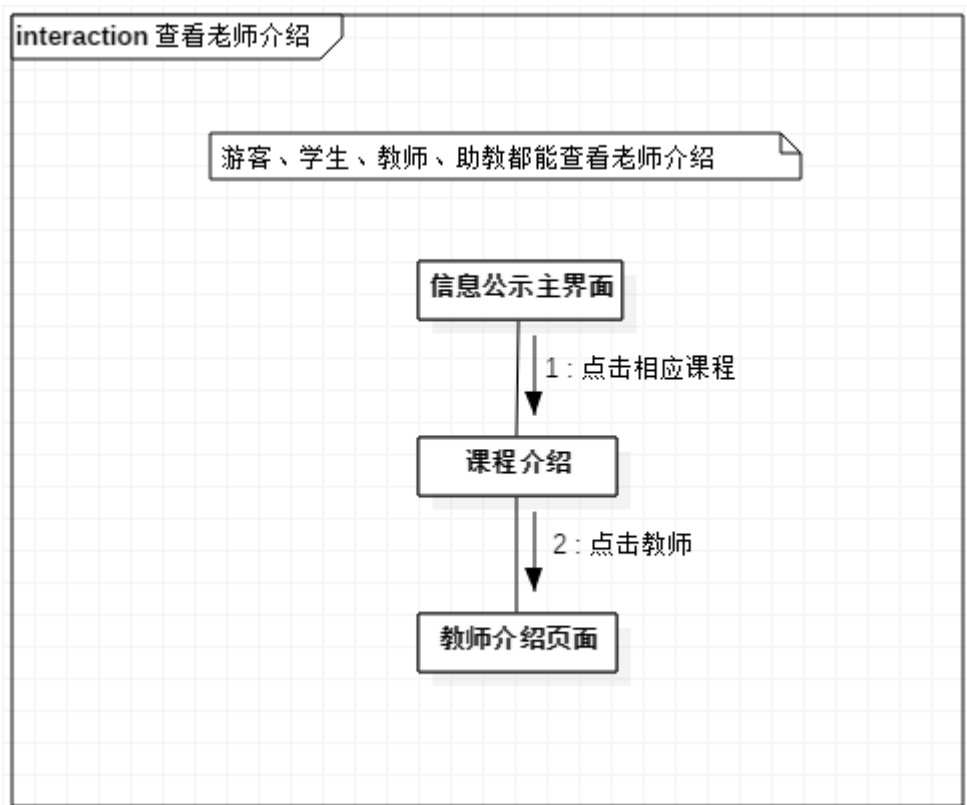 interaction 查看老师介绍
游客、学生、教师、助教都能查看老师介绍
信息公示主界面
1 : 点击相应课程
课程介绍
2 : 点击教师
教师介绍页面